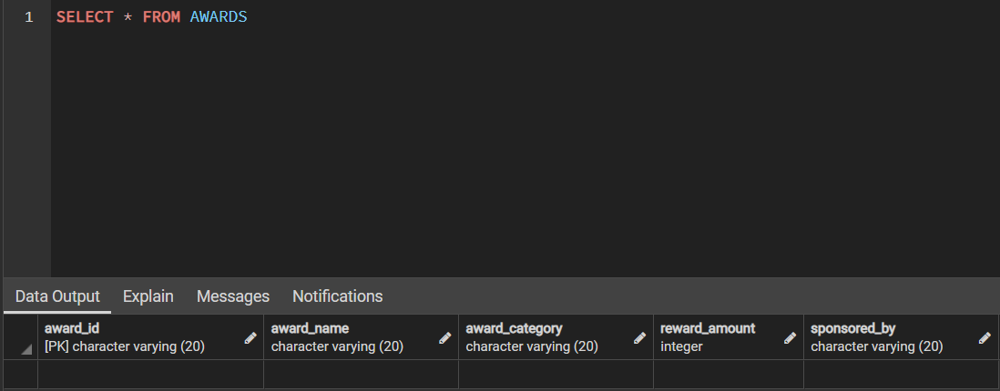 1 SELECT * FROM AWARDS
Data Output Explain Messages Notifications
award_id award_name award_category reward_amount sponsored_by
[PK] character varying (20) character varying (20) character varying (20) integer character varying (20)